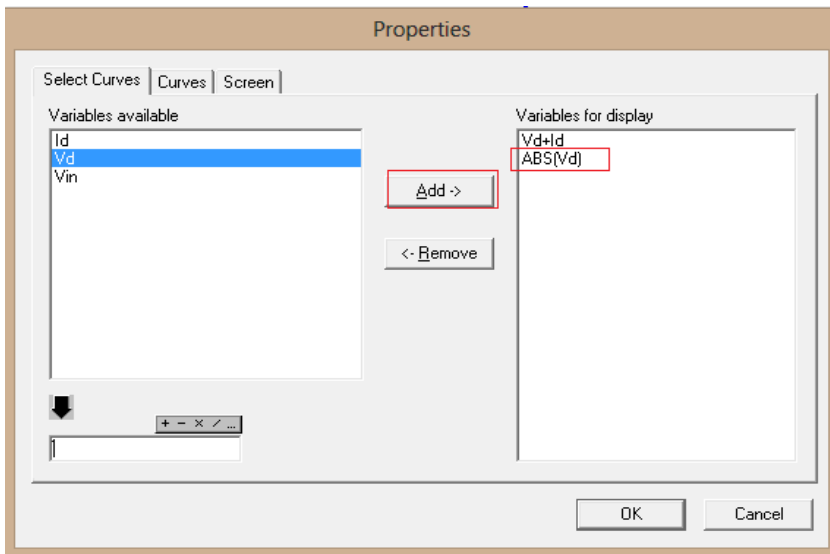 Properties
Select Curves Curves Screen
Variables available
Id
Vd
Vin
Add ->
<- Remove
Variables for display
Vd+Id
ABS(Vd)
+ - × / ...
OK
Cancel